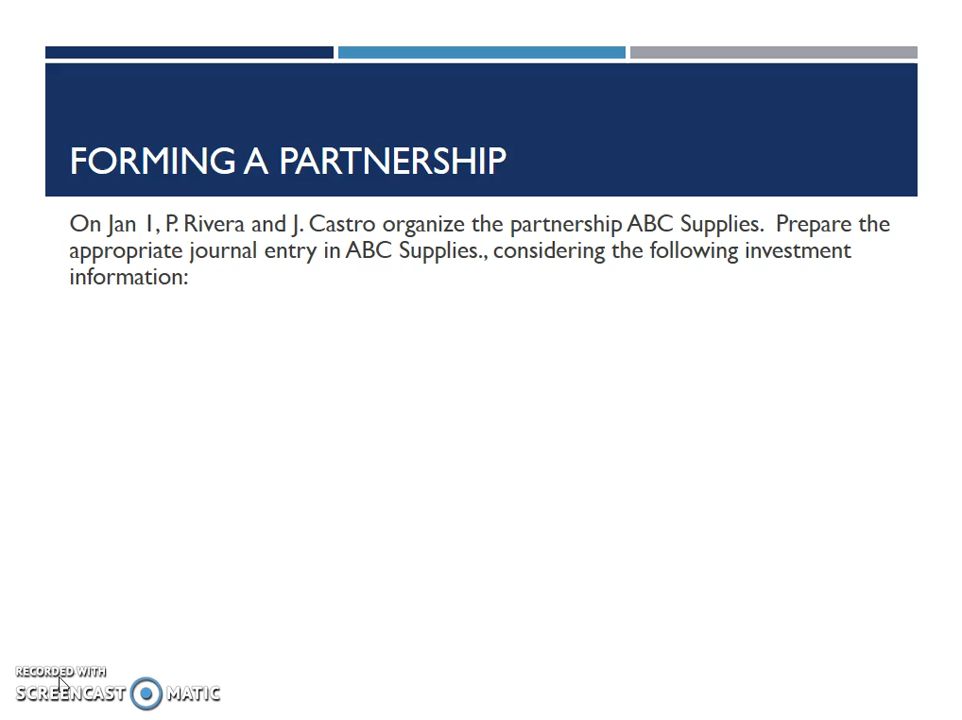 FORMING A PARTNERSHIP
On Jan 1, P. Rivera and J. Castro organize the partnership ABC Supplies.  Prepare the
appropriate journal entry in ABC Supplies., considering the following investment
information:
RECORDED WITH
SCREENCAST MATIC